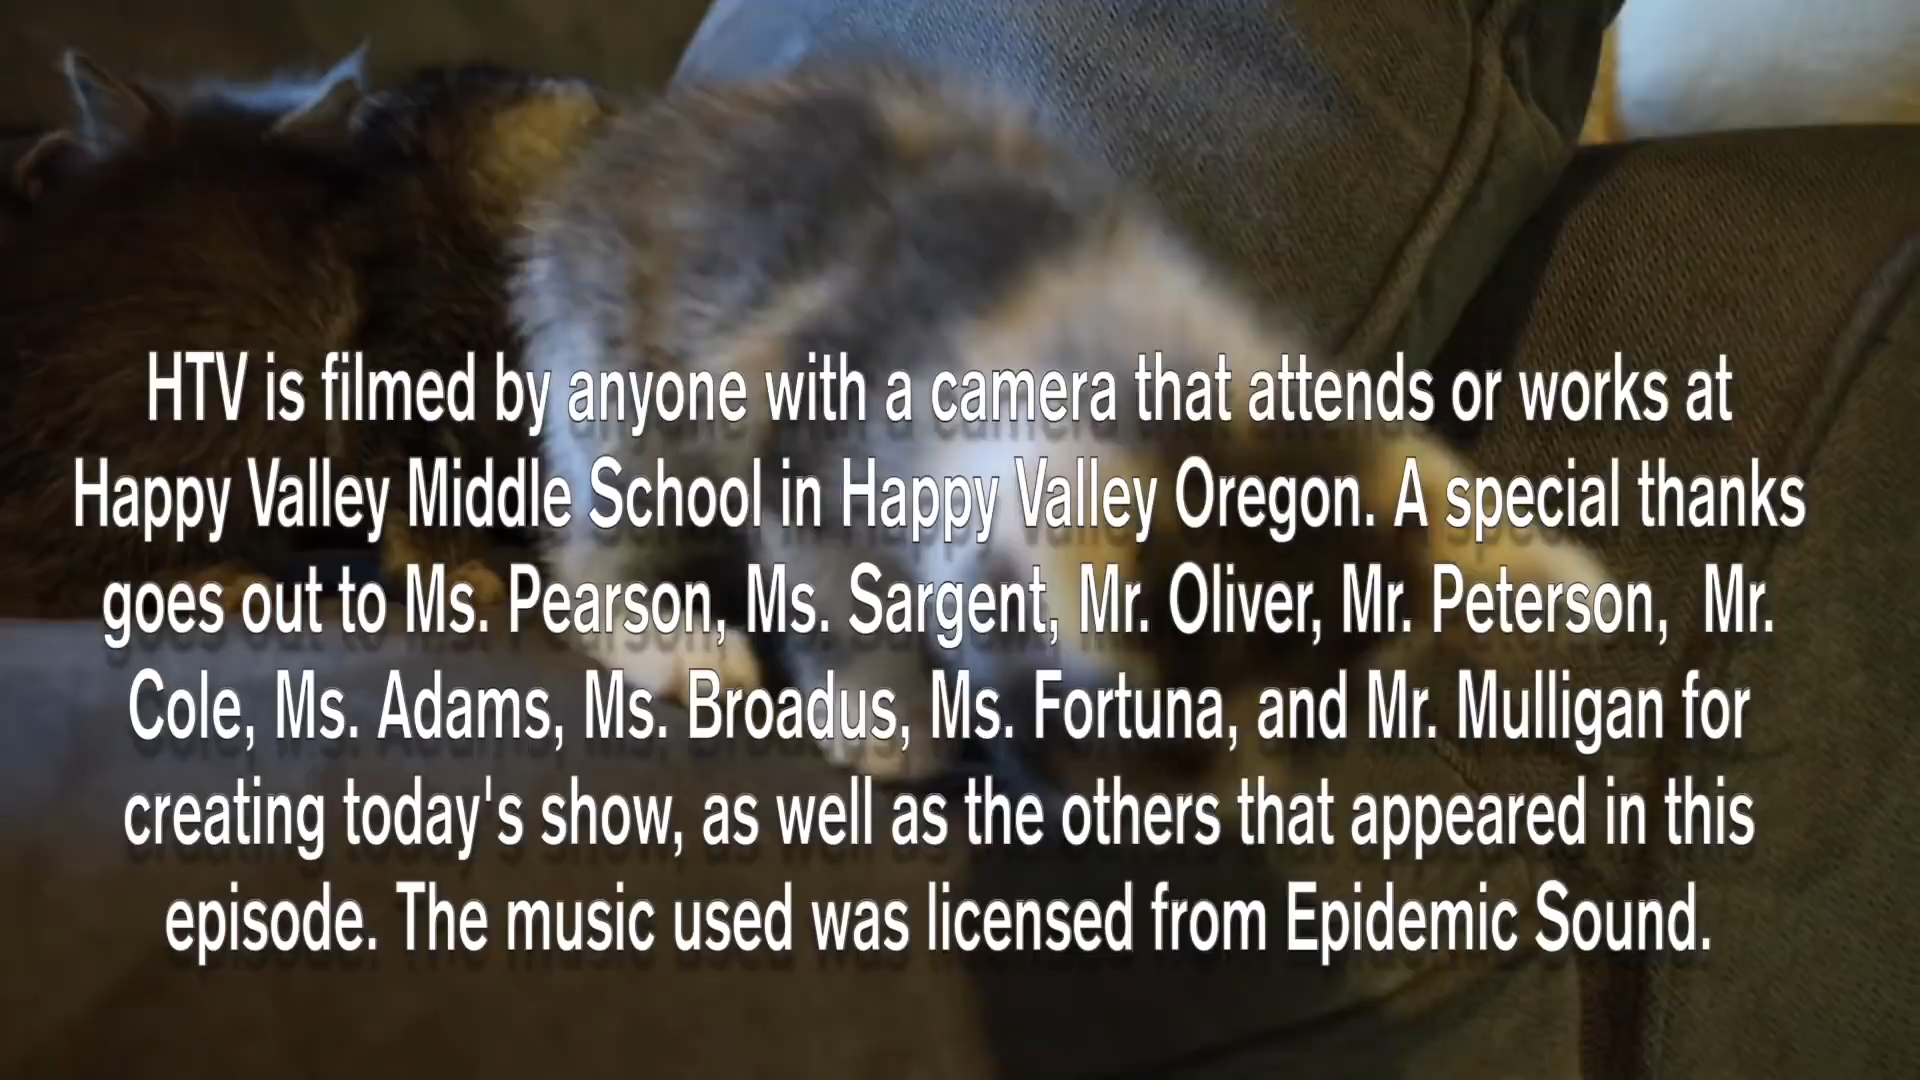 HTV is filmed by anyone with a camera that attends or works at
Happy Valley Middle School in Happy Valley Oregon. A special thanks
goes out to Ms. Pearson, Ms. Sargent, Mr. Oliver, Mr. Peterson,  Mr.
Cole, Ms. Adams, Ms. Broadus, Ms. Fortuna, and Mr. Mulligan for
creating today's show, as well as the others that appeared in this
episode. The music used was licensed from Epidemic Sound.